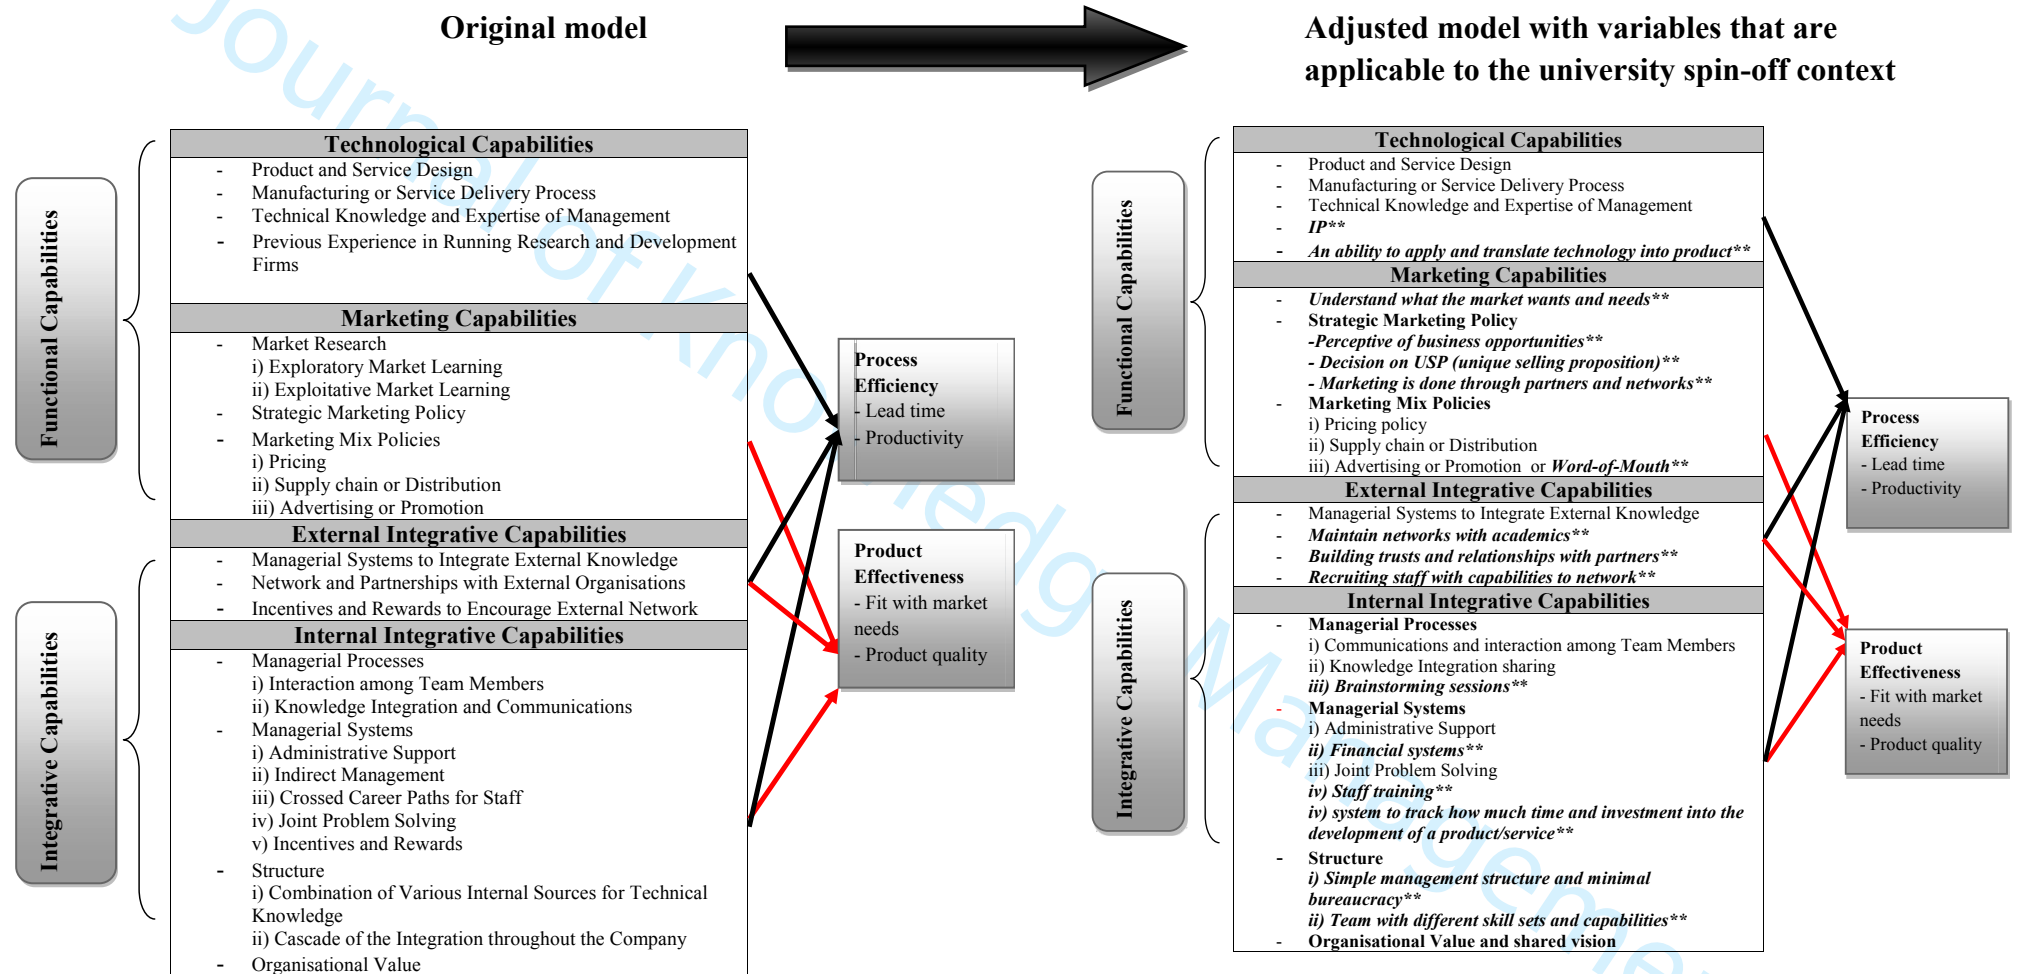 Original model
Adjusted model with variables that are
applicable to the university spin-off context
Functional Capabilities
Integrative Capabilities
Technological Capabilities
- Product and Service Design
- Manufacturing or Service Delivery Process
- Technical Knowledge and Expertise of Management
- Previous Experience in Running Research and Development
Firms
Marketing Capabilities
- Market Research
i) Exploratory Market Learning
ii) Exploitative Market Learning
- Strategic Marketing Policy
- Marketing Mix Policies
i) Pricing
ii) Supply chain or Distribution
iii) Advertising or Promotion
External Integrative Capabilities
- Managerial Systems to Integrate External Knowledge
- Network and Partnerships with External Organisations
- Incentives and Rewards to Encourage External Network
Internal Integrative Capabilities
- Managerial Processes
i) Interaction among Team Members
ii) Knowledge Integration and Communications
- Managerial Systems
i) Administrative Support
ii) Indirect Management
iii) Crossed Career Paths for Staff
iv) Joint Problem Solving
v) Incentives and Rewards
- Structure
i) Combination of Various Internal Sources for Technical
Knowledge
ii) Cascade of the Integration throughout the Company
- Organisational Value
Process
Efficiency
- Lead time
- Productivity
Product
Effectiveness
- Fit with market
needs
- Product quality
Functional Capabilities
Integrative Capabilities
Technological Capabilities
- Product and Service Design
- Manufacturing or Service Delivery Process
- Technical Knowledge and Expertise of Management
- IP**
- An ability to apply and translate technology into product**
Marketing Capabilities
- Understand what the market wants and needs**
- Strategic Marketing Policy
-Perceptive of business opportunities**
- Decision on USP (unique selling proposition)**
- Marketing is done through partners and networks**
- Marketing Mix Policies
i) Pricing policy
ii) Supply chain or Distribution
iii) Advertising or Promotion or Word-of-Mouth**
External Integrative Capabilities
- Managerial Systems to Integrate External Knowledge
- Maintain networks with academics**
- Building trusts and relationships with partners**
- Recruiting staff with capabilities to network**
Internal Integrative Capabilities
- Managerial Processes
i) Communications and interaction among Team Members
ii) Knowledge Integration sharing
iii) Brainstorming sessions**
- Managerial Systems
i) Administrative Support
ii) Financial systems**
iii) Joint Problem Solving
iv) Staff training**
iv) system to track how much time and investment into the
development of a product/service**
- Structure
i) Simple management structure and minimal
bureaucracy**
ii) Team with different skill sets and capabilities**
- Organisational Value and shared vision
Process
Efficiency
- Lead time
- Productivity
Product
Effectiveness
- Fit with market
needs
- Product quality
Journal of Knowledge Management